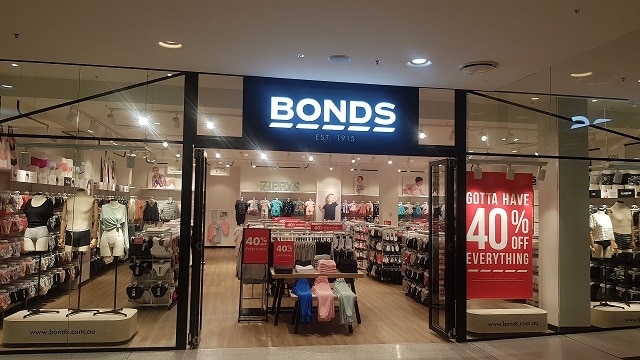 BONDS
EST. 1915
GOTTA HAVE
40% OFF
EVERYTHING
40%
40%
www.bonds.com.au
www.bonds.com.au